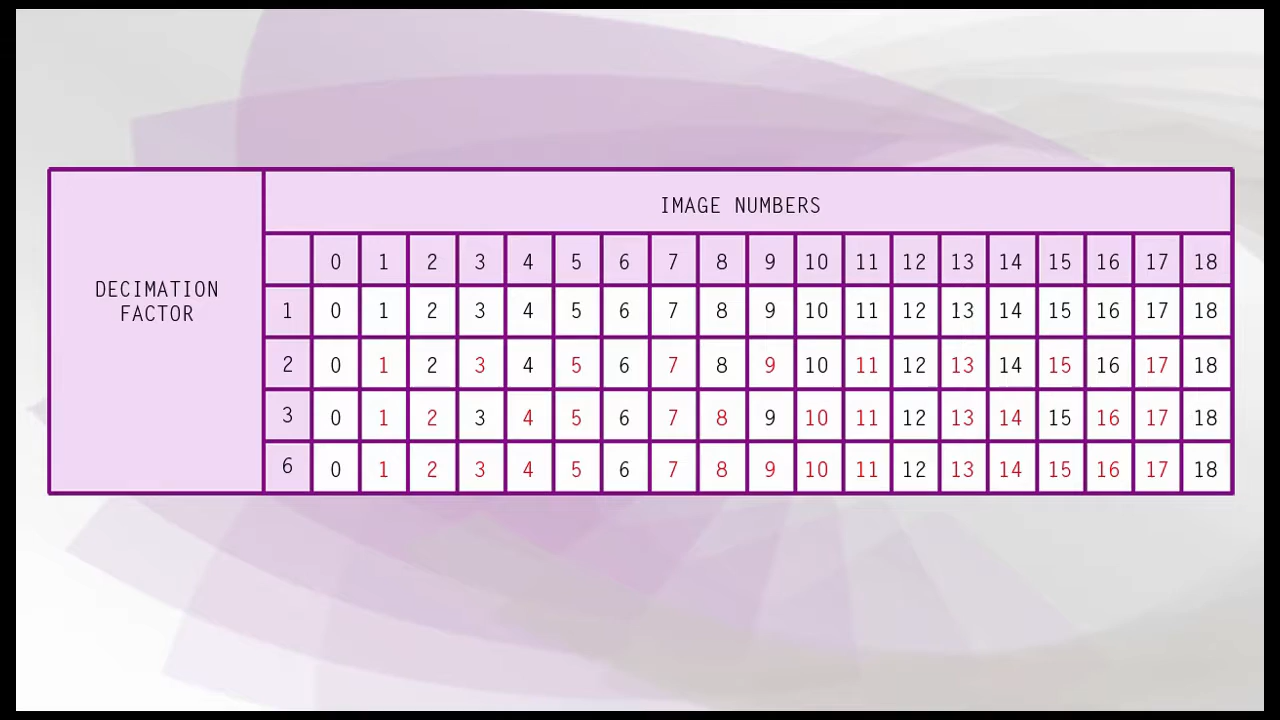 IMAGE NUMBERS
0 1 2 3 4 5 6 7 8 9 10 11 12 13 14 15 16 17 18
DECIMATION
FACTOR
1 0 1 2 3 4 5 6 7 8 9 10 11 12 13 14 15 16 17 18
2 0 1 2 3 4 5 6 7 8 9 10 11 12 13 14 15 16 17 18
3 0 1 2 3 4 5 6 7 8 9 10 11 12 13 14 15 16 17 18
6 0 1 2 3 4 5 6 7 8 9 10 11 12 13 14 15 16 17 18